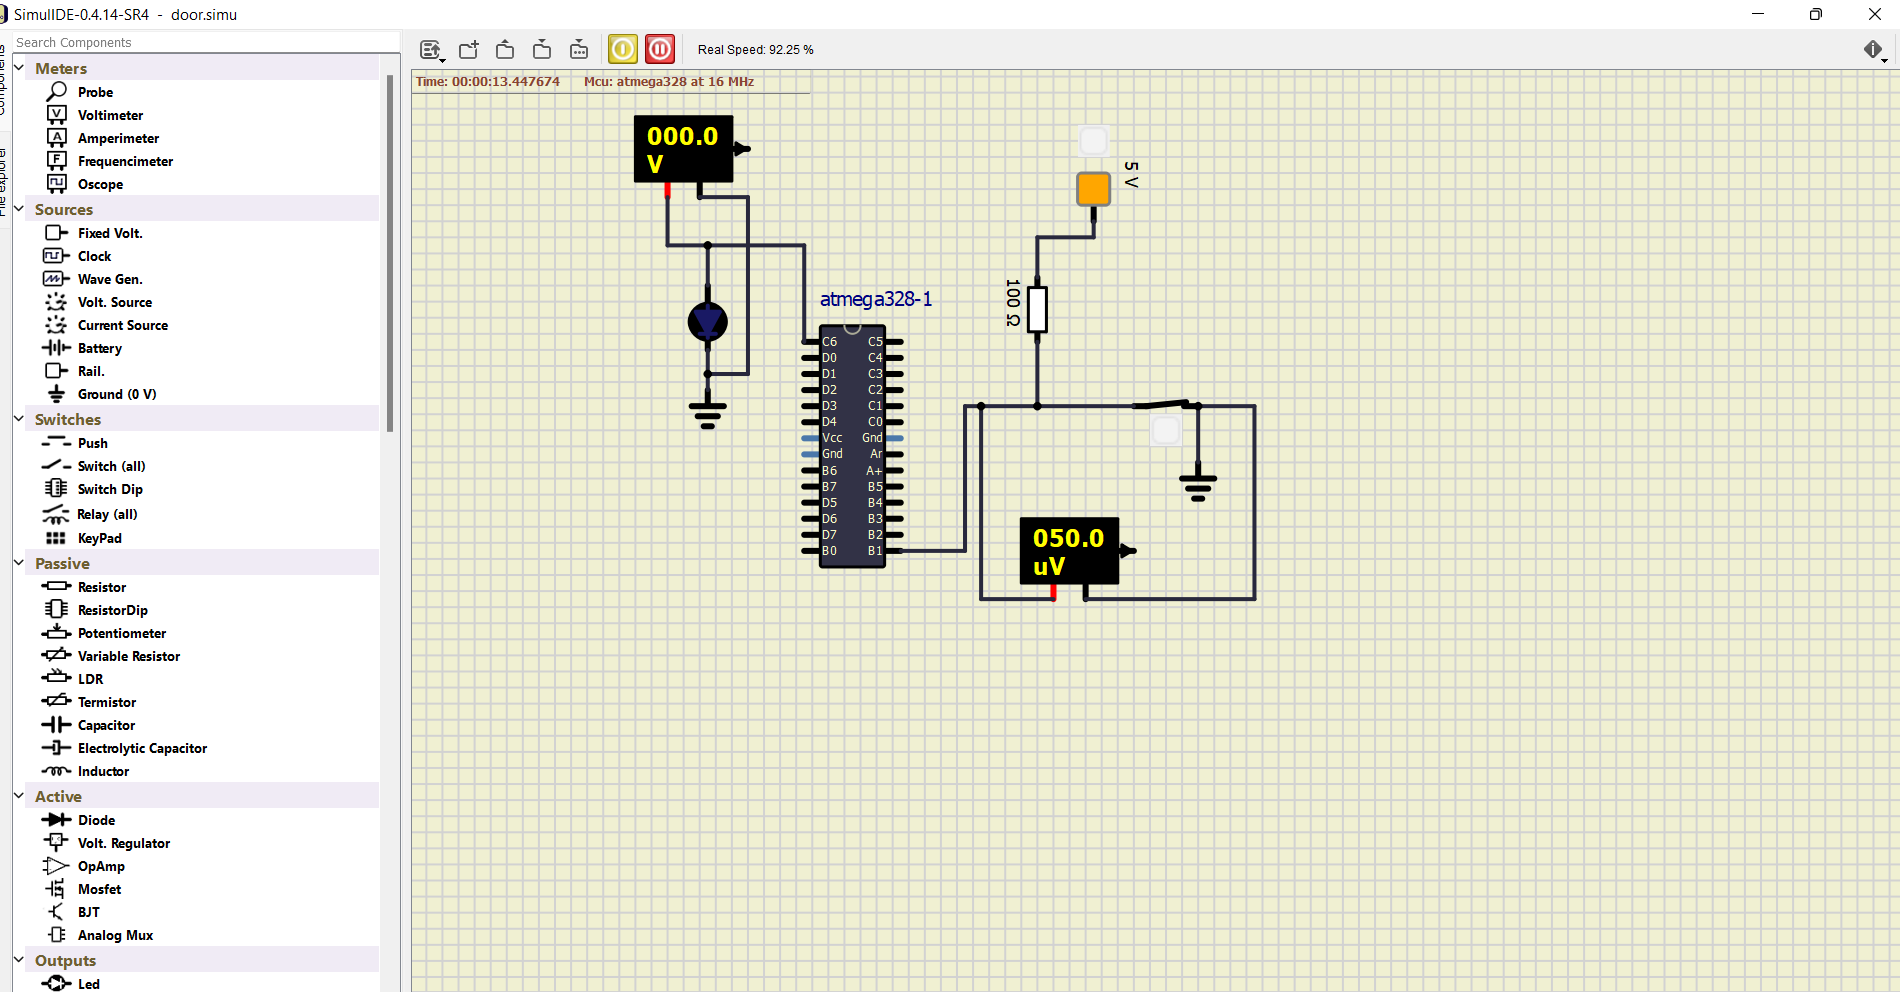 SimulIDE-0.4.14-SR4 - door.simu
Search Components
Real Speed: 92.25 %
Components
File explorer
Meters
Probe
Voltimeter
Amperimeter
Frequencimeter
Oscope
Sources
Fixed Volt.
Clock
Wave Gen.
Volt. Source
Current Source
Battery
Rail.
Ground (0 V)
Switches
Push
Switch (all)
Switch Dip
Relay (all)
KeyPad
Passive
Resistor
ResistorDip
Potentiometer
Variable Resistor
LDR
Termistor
Capacitor
Electrolytic Capacitor
Inductor
Active
Diode
Volt. Regulator
OpAmp
Mosfet
BJT
Analog Mux
Outputs
Led
Time: 00:00:13.447674 Mcu: atmega328 at 16 MHz
000.0
V
5 V
100 Ω
atmega328-1
C6 C5
D0 C4
D1 C3
D2 C2
D3 C1
D4 C0
Vcc Gnd
Gnd Ar
B6 A+
B7 B5
D5 B4
D6 B3
D7 B2
B0 B1
050.0
uV